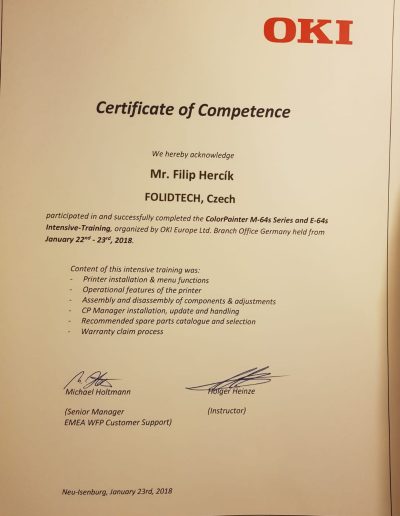 OKI
Certificate of Competence
We hereby acknowledge
Mr. Filip Hercík
FOLIDTECH, Czech
participated in and successfully completed the ColorPainter M-64s Series and E-64s
Intensive-Training, organized by OKI Europe Ltd. Branch Office Germany held from
January 22nd - 23rd, 2018.
Content of this intensive training was:
- Printer installation & menu functions
- Operational features of the printer
- Assembly and disassembly of components & adjustments
- CP Manager installation, update and handling
- Recommended spare parts catalogue and selection
- Warranty claim process
Michael Holtmann Holger Heinze
(Senior Manager (Instructor)
EMEA WFP Customer Support)
Neu-Isenburg, January 23rd, 2018